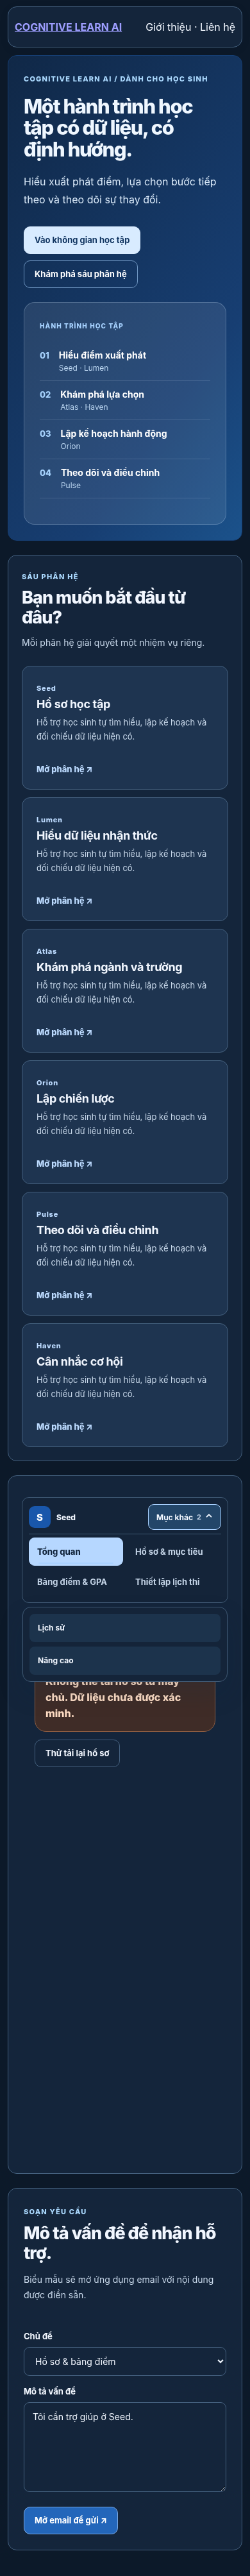 COGNITIVE LEARN AI
Giới thiệu · Liên hệ
COGNITIVE LEARN AI / DÀNH CHO HỌC SINH
Một hành trình học
tập có dữ liệu, có
định hướng.
Hiểu xuất phát điểm, lựa chọn bước tiếp
theo và theo dõi sự thay đổi.
Vào không gian học tập
Khám phá sáu phân hệ
HÀNH TRÌNH HỌC TẬP
01 Hiểu điểm xuất phát
Seed · Lumen
02 Khám phá lựa chọn
Atlas · Haven
03 Lập kế hoạch hành động
Orion
04 Theo dõi và điều chỉnh
Pulse
SÁU PHÂN HỆ
Bạn muốn bắt đầu từ
đâu?
Mỗi phân hệ giải quyết một nhiệm vụ riêng.
Seed
Hồ sơ học tập
Hỗ trợ học sinh tự tìm hiểu, lập kế hoạch và
đối chiếu dữ liệu hiện có.
Mở phân hệ ↗
Lumen
Hiểu dữ liệu nhận thức
Hỗ trợ học sinh tự tìm hiểu, lập kế hoạch và
đối chiếu dữ liệu hiện có.
Mở phân hệ ↗
Atlas
Khám phá ngành và trường
Hỗ trợ học sinh tự tìm hiểu, lập kế hoạch và
đối chiếu dữ liệu hiện có.
Mở phân hệ ↗
Orion
Lập chiến lược
Hỗ trợ học sinh tự tìm hiểu, lập kế hoạch và
đối chiếu dữ liệu hiện có.
Mở phân hệ ↗
Pulse
Theo dõi và điều chỉnh
Hỗ trợ học sinh tự tìm hiểu, lập kế hoạch và
đối chiếu dữ liệu hiện có.
Mở phân hệ ↗
Haven
Cân nhắc cơ hội
Hỗ trợ học sinh tự tìm hiểu, lập kế hoạch và
đối chiếu dữ liệu hiện có.
Mở phân hệ ↗
S Seed
Mục khác 2
Tổng quan
Hồ sơ & mục tiêu
Bảng điểm & GPA
Thiết lập lịch thi
Lịch sử
Nâng cao
Không thể tải hồ sơ từ máy
chủ. Dữ liệu chưa được xác
minh.
Thử tải lại hồ sơ
SOẠN YÊU CẦU
Mô tả vấn đề để nhận hỗ
trợ.
Biểu mẫu sẽ mở ứng dụng email với nội dung
được điền sẵn.
Chủ đề
Hồ sơ & bảng điểm
Mô tả vấn đề
Tôi cần trợ giúp ở Seed.
Mở email để gửi ↗